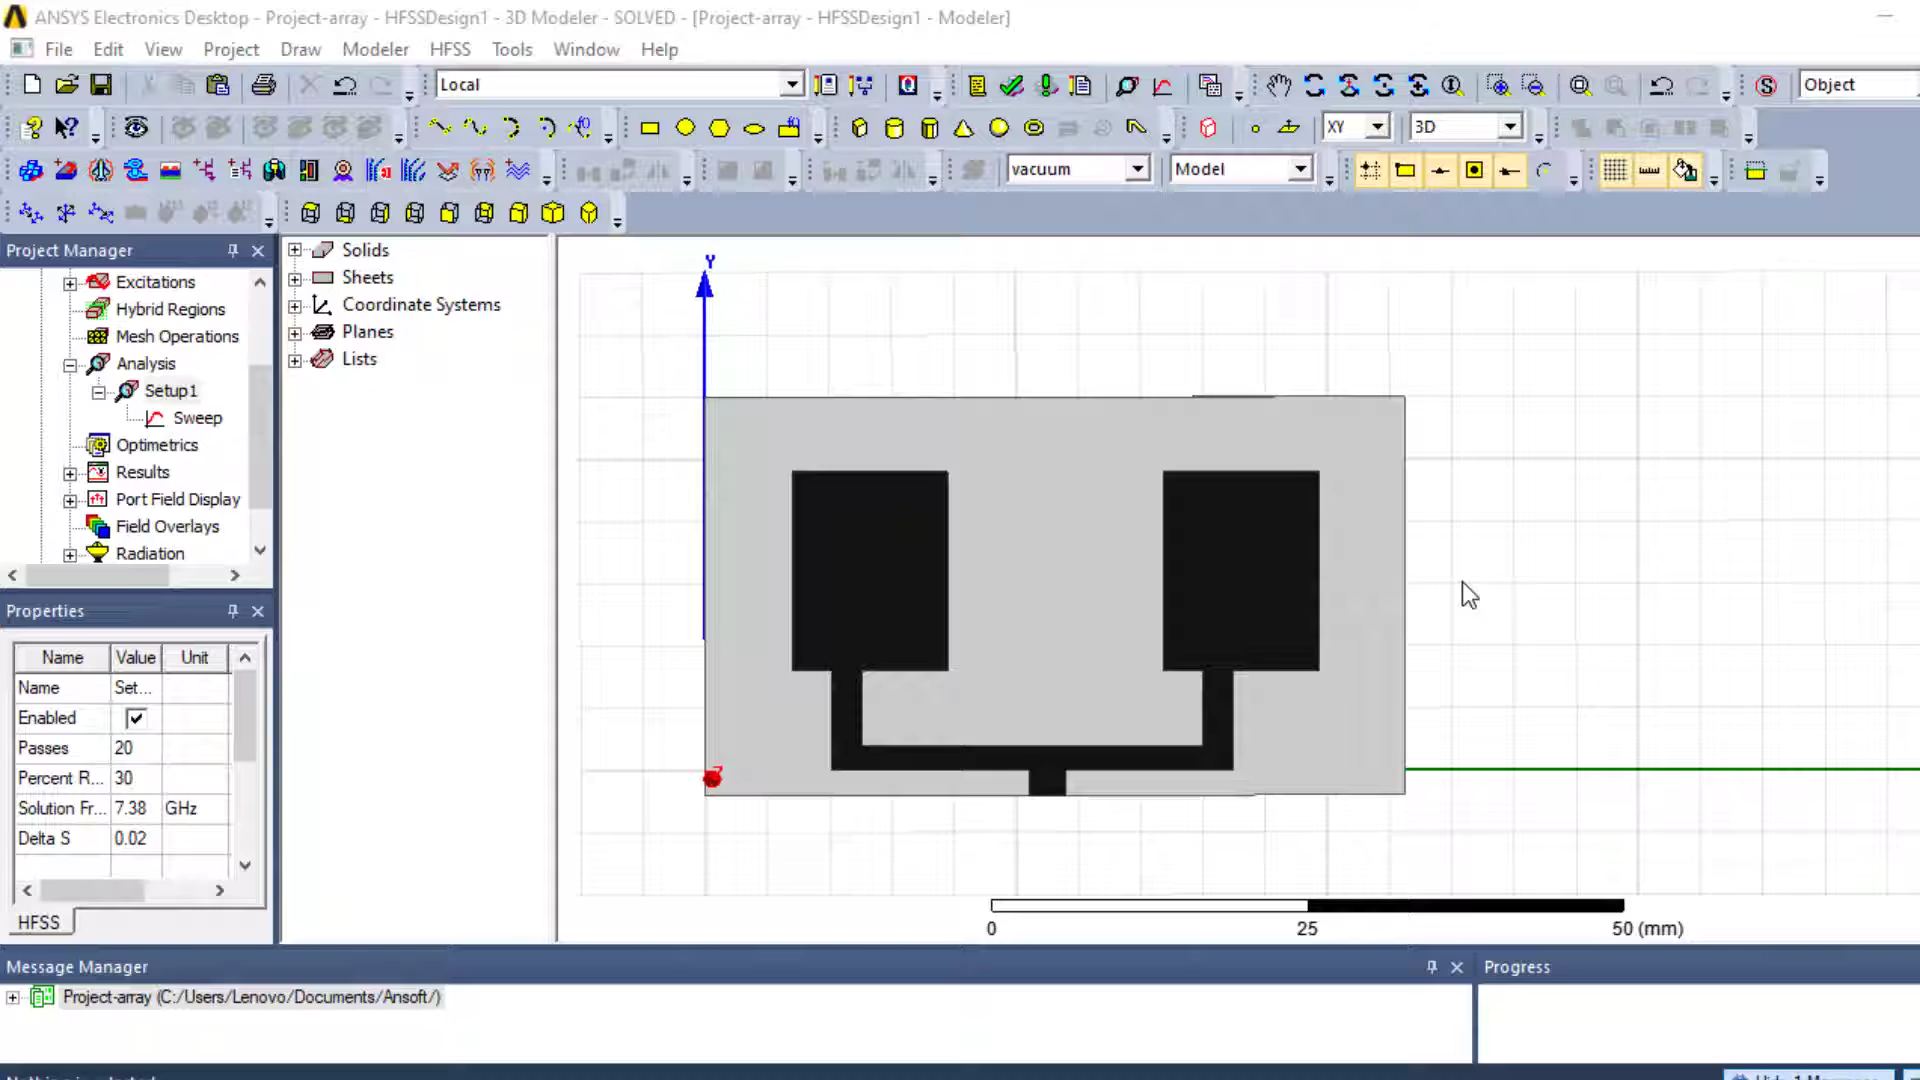 ANSYS Electronics Desktop - Project-array - HFSSDesign1 - 3D Modeler - SOLVED - [Project-array - HFSSDesign1 - Modeler]
File Edit View Project Draw Modeler HFSS Tools Window Help
Local
Object
XY
3D
vacuum
Model
Project Manager
Excitations
Hybrid Regions
Mesh Operations
Analysis
Setup1
Sweep
Optimetrics
Results
Port Field Display
Field Overlays
Radiation
Properties
Name Value Unit
Name Set...
Enabled
Passes 20
Percent R... 30
Solution Fr... 7.38 GHz
Delta S 0.02
HFSS
Solids
Sheets
Coordinate Systems
Planes
Lists
Y
Z
0 25 50 (mm)
Message Manager
Project-array (C:/Users/Lenovo/Documents/Ansoft/)
Progress